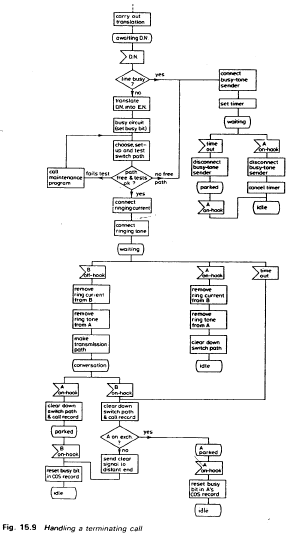 carry out
translation
awaiting D.N.
D.N.
line busy
?
yes
no
connect
busy-tone
sender
set timer
waiting
translate
D.N. into E.N.
busy circuit
(set busy bit)
choose, set-
up and test
switch path
path
free & tests
ok ?
fails test
no free
path
yes
call
maintenance
program
time
out
A
on-hook
disconnect
busy-tone
sender
disconnect
busy-tone
sender
parked
cancel timer
A
on-hook
idle
connect
ringing current
connect
ringing tone
waiting
B
off-hook
A
on-hook
time
out
remove
ring current
from B
remove
ring current
from B
remove
ring tone
from A
remove
ring tone
from A
make
transmission
path
clear down
switch path
conversation
idle
A
on-hook
B
on-hook
clear down
switch path
& call record
clear down
switch path
& call record
parked
A on exch
?
yes
no
B
on-hook
send clear
signal to
distant end
reset busy bit
in COS record
idle
A
parked
A
on-hook
reset busy
bit in A's
COS record
idle
Fig. 15.9 Handling a terminating call